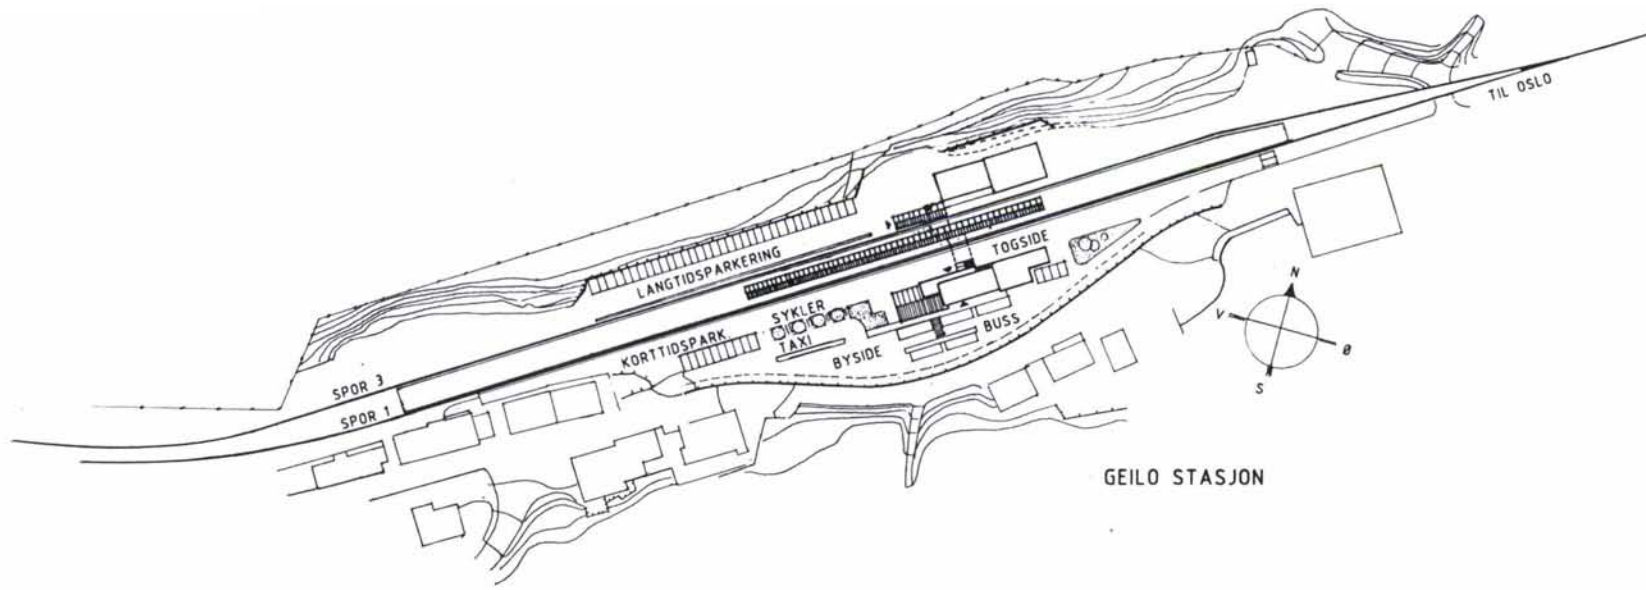 TIL OSLO
TOGSIDE
LANGTIDSPARKERING
SYKLER
KORTTIDSPARK.
TAXI
BUSS
BYSIDE
SPOR 3
SPOR 1
N
V
Ø
S
GEILO STASJON